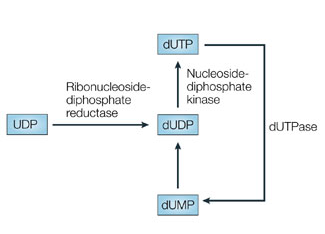 dUTP
Ribonucleoside-
diphosphate
reductase
Nucleoside-
diphosphate
kinase
UDP
dUDP
dUTPase
dUMP